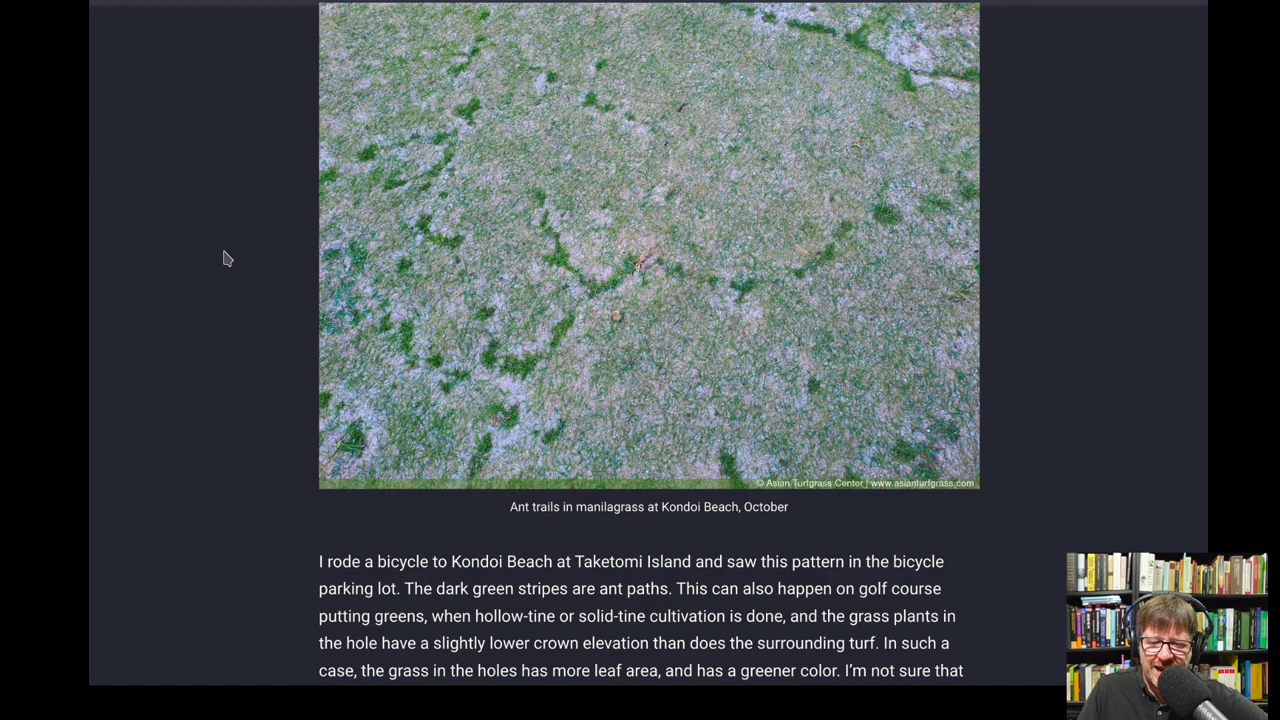 © Asian Turfgrass Center | www.asianturfgrass.com
Ant trails in manilagrass at Kondoi Beach, October
I rode a bicycle to Kondoi Beach at Taketomi Island and saw this pattern in the bicycle
parking lot. The dark green stripes are ant paths. This can also happen on golf course
putting greens, when hollow-tine or solid-tine cultivation is done, and the grass plants in
the hole have a slightly lower crown elevation than does the surrounding turf. In such a
case, the grass in the holes has more leaf area, and has a greener color. I’m not sure that